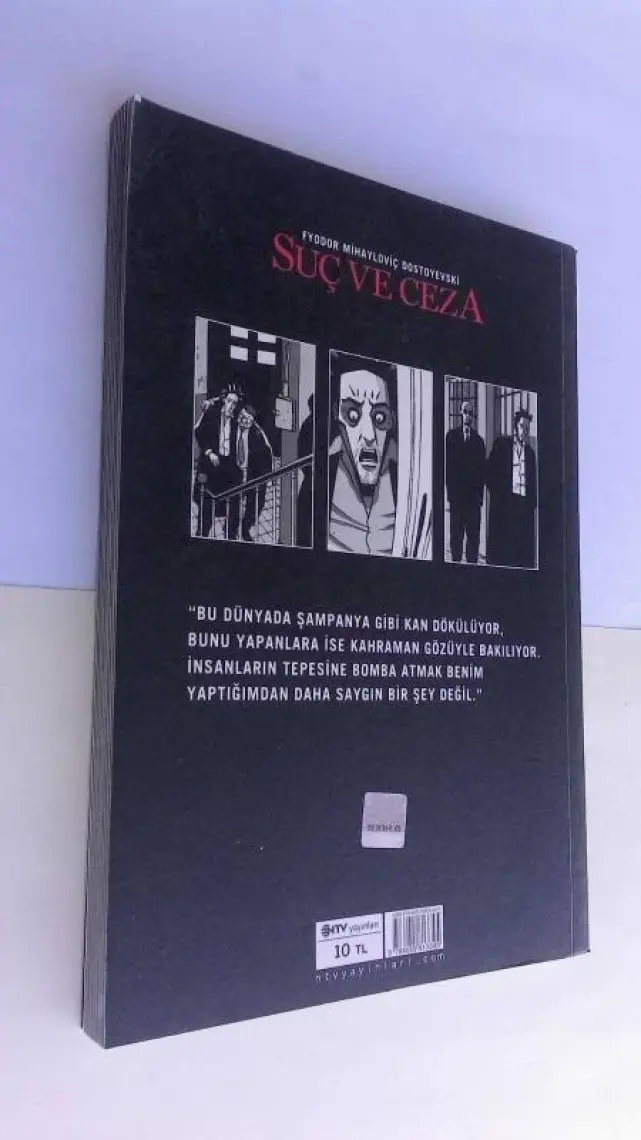 FYODOR MİHAYLOVİÇ DOSTOYEVSKİ
SUÇ VE CEZA
"BU DÜNYADA ŞAMPANYA GİBİ KAN DÖKÜLÜYOR,
BUNU YAPANLARA İSE KAHRAMAN GÖZÜYLE BAKILIYOR.
İNSANLARIN TEPESİNE BOMBA ATMAK BENİM
YAPTIĞIMDAN DAHA SAYGIN BİR ŞEY DEĞİL."
NTV yayınları
10 TL
ntvyayinlari.com